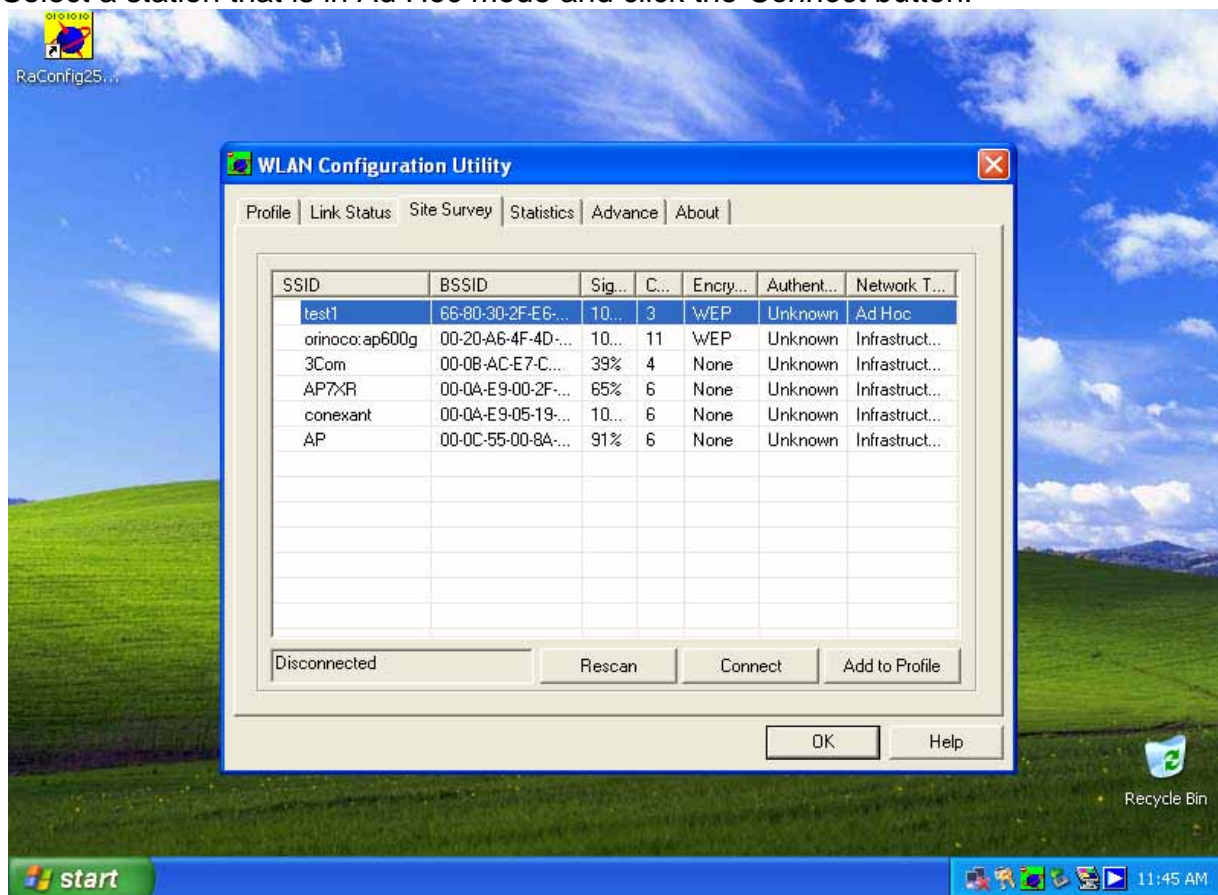 Select a station that is in Ad Hoc mode and click the Connect button.
0101010
RaConfig25...
WLAN Configuration Utility
Profile Link Status Site Survey Statistics Advance About
SSID BSSID Sig... C... Encry... Authent... Network T...
test1 66-80-30-2F-E6-... 10... 3 WEP Unknown Ad Hoc
orinoco:ap600g 00-20-A6-4F-4D-... 10... 11 WEP Unknown Infrastruct...
3Com 00-0B-AC-E7-C... 39% 4 None Unknown Infrastruct...
AP7XR 00-0A-E9-00-2F-... 65% 6 None Unknown Infrastruct...
conexant 00-0A-E9-05-19-... 10... 6 None Unknown Infrastruct...
AP 00-0C-55-00-8A-... 91% 6 None Unknown Infrastruct...
Disconnected Rescan Connect Add to Profile
OK Help
Recycle Bin
start 11:45 AM